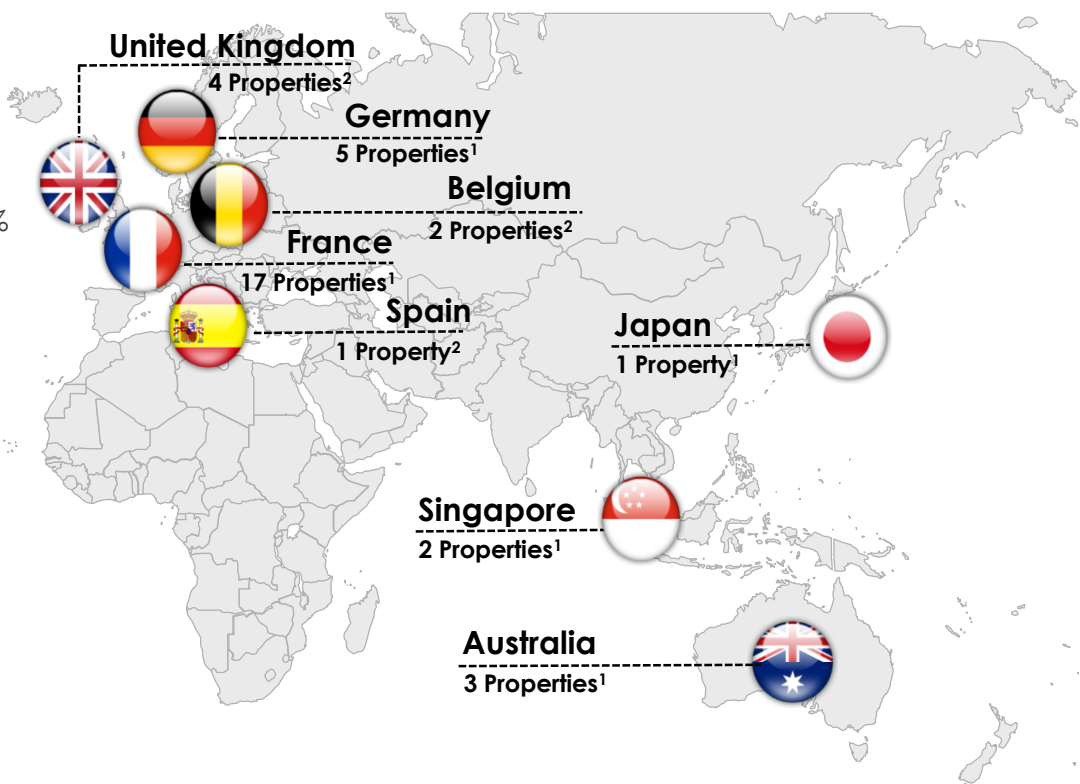 United Kingdom
4 Properties²
Germany
5 Properties¹
Belgium
2 Properties²
%
France
17 Properties¹
Spain
1 Property²
Japan
1 Property¹
Singapore
2 Properties¹
Australia
3 Properties¹